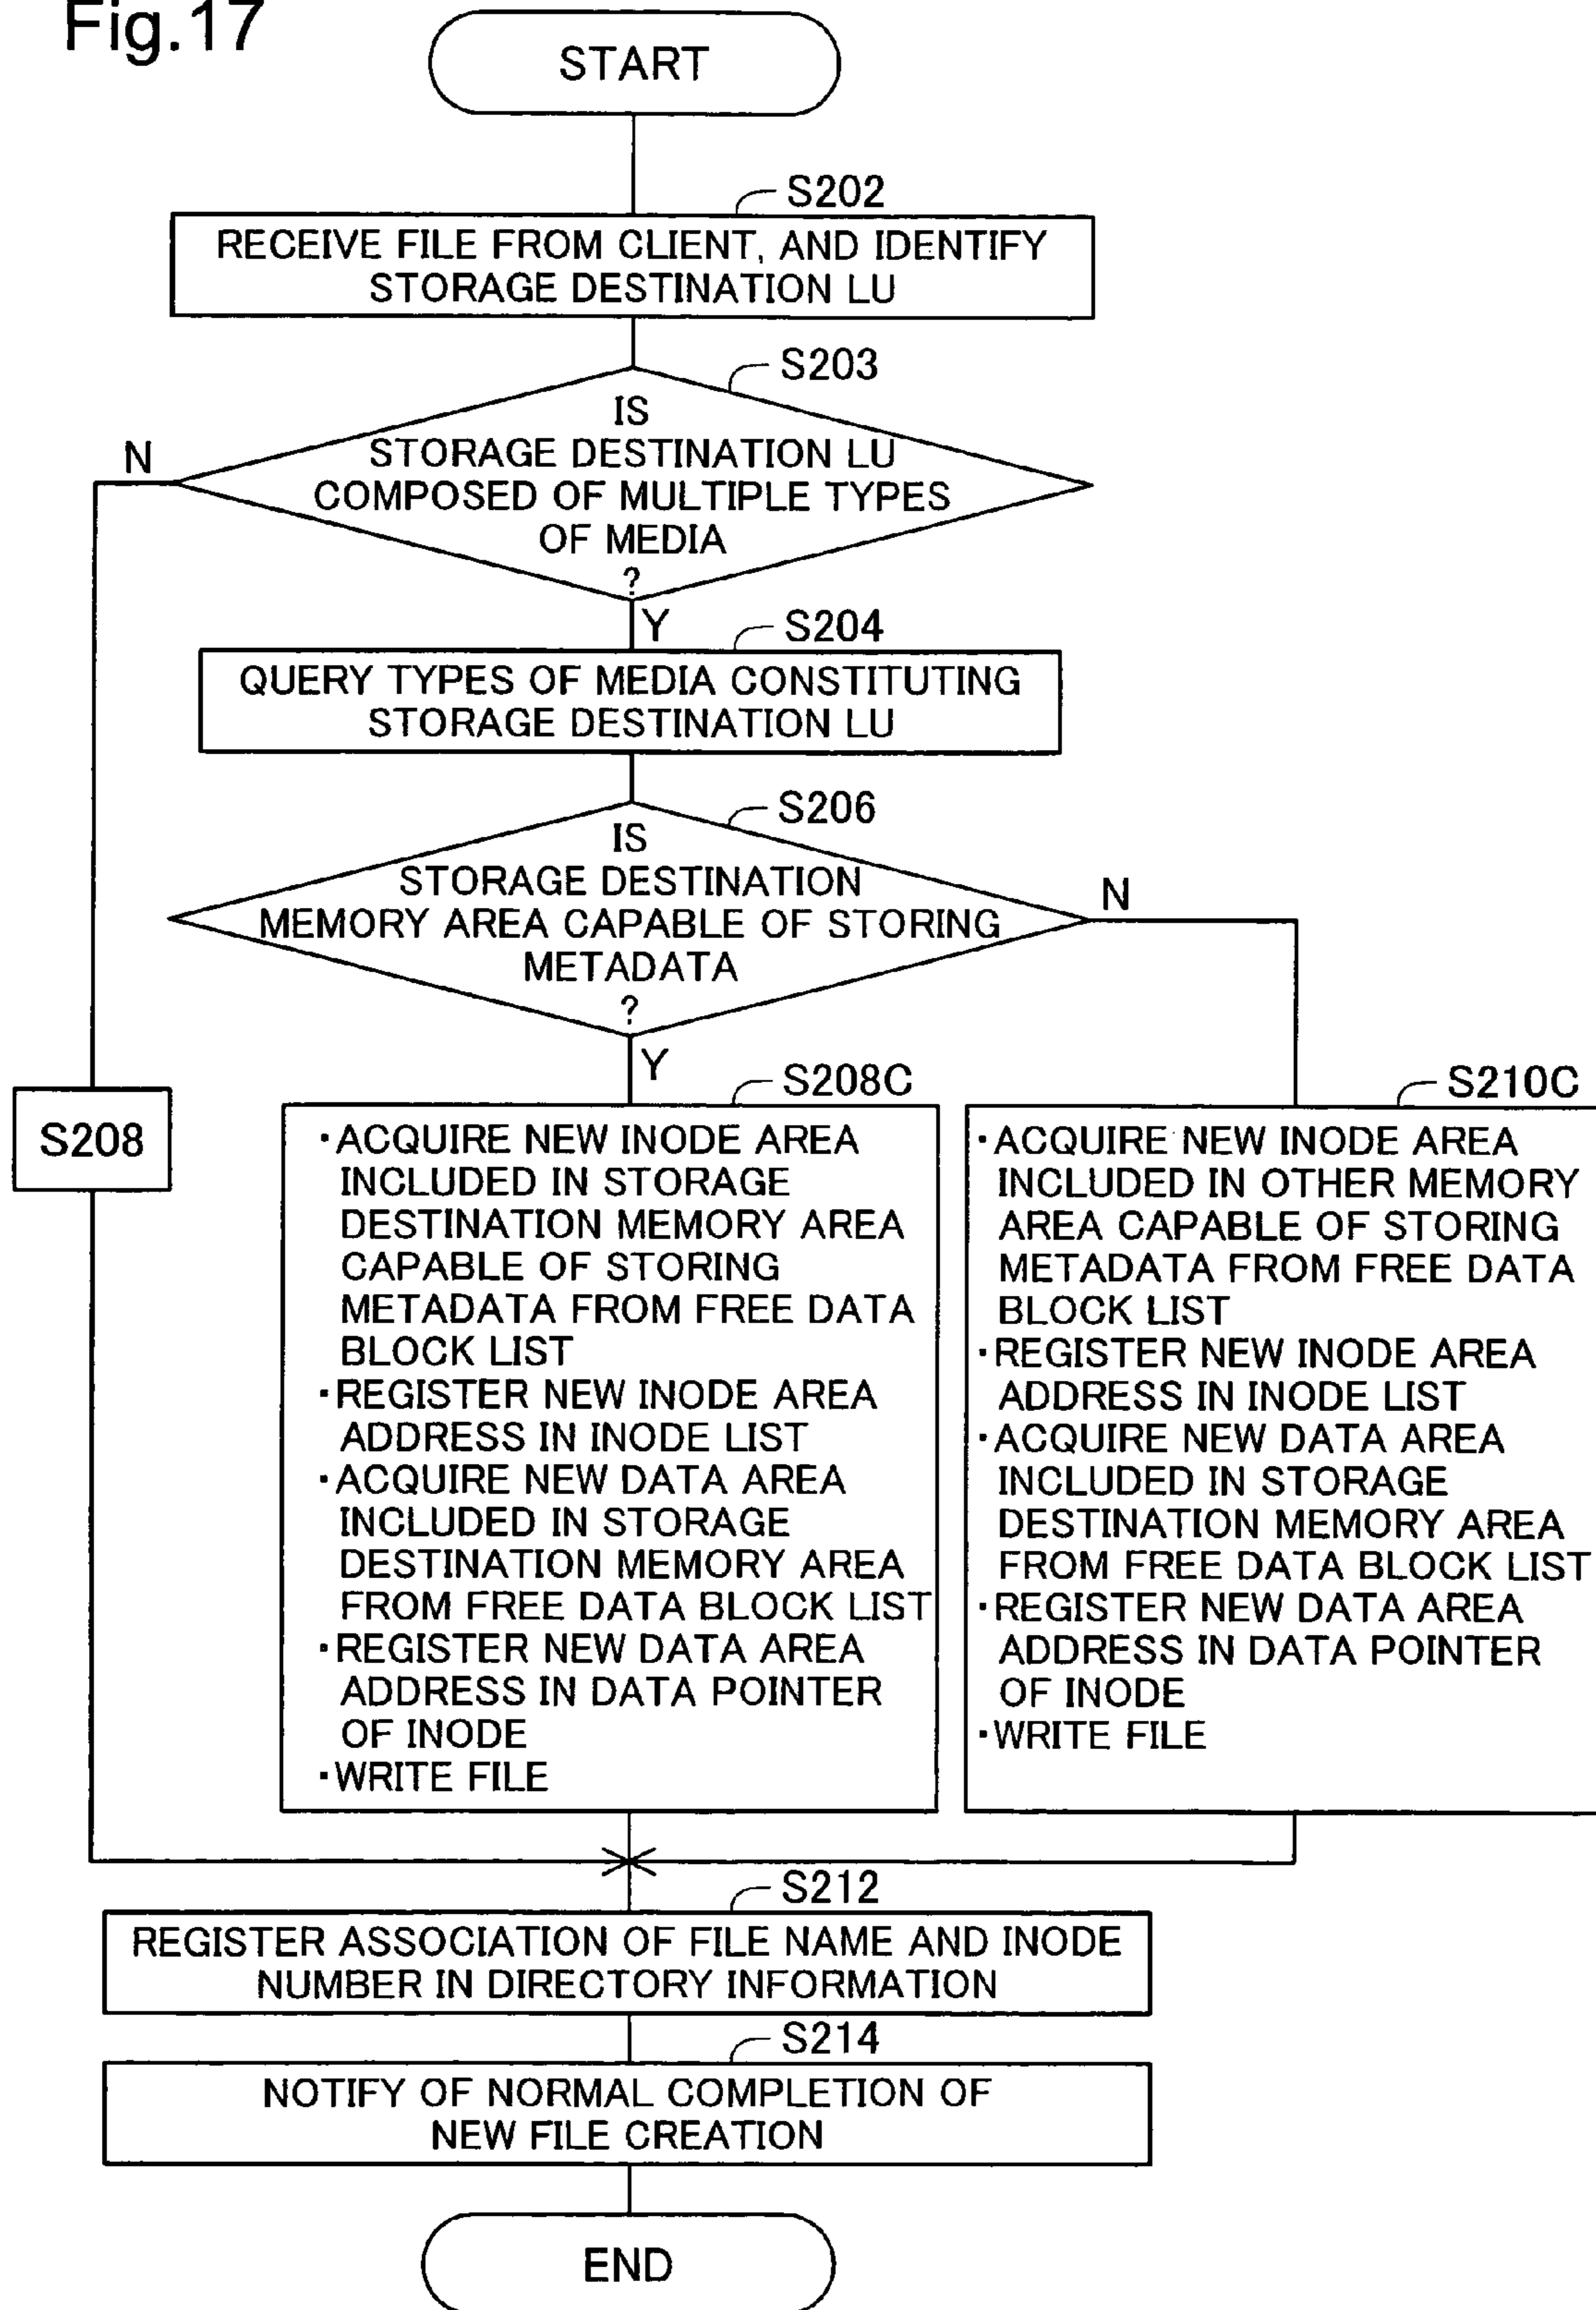 Fig.17
START
S202
RECEIVE FILE FROM CLIENT, AND IDENTIFY
STORAGE DESTINATION LU
S203
IS
STORAGE DESTINATION LU
COMPOSED OF MULTIPLE TYPES
OF MEDIA
?
N
Y
S204
QUERY TYPES OF MEDIA CONSTITUTING
STORAGE DESTINATION LU
S206
IS
STORAGE DESTINATION
MEMORY AREA CAPABLE OF STORING
METADATA
?
N
Y
S208
S208C
・ACQUIRE NEW INODE AREA
INCLUDED IN STORAGE
DESTINATION MEMORY AREA
CAPABLE OF STORING
METADATA FROM FREE DATA
BLOCK LIST
・REGISTER NEW INODE AREA
ADDRESS IN INODE LIST
・ACQUIRE NEW DATA AREA
INCLUDED IN STORAGE
DESTINATION MEMORY AREA
FROM FREE DATA BLOCK LIST
・REGISTER NEW DATA AREA
ADDRESS IN DATA POINTER
OF INODE
・WRITE FILE
S210C
・ACQUIRE NEW INODE AREA
INCLUDED IN OTHER MEMORY
AREA CAPABLE OF STORING
METADATA FROM FREE DATA
BLOCK LIST
・REGISTER NEW INODE AREA
ADDRESS IN INODE LIST
・ACQUIRE NEW DATA AREA
INCLUDED IN STORAGE
DESTINATION MEMORY AREA
FROM FREE DATA BLOCK LIST
・REGISTER NEW DATA AREA
ADDRESS IN DATA POINTER
OF INODE
・WRITE FILE
S212
REGISTER ASSOCIATION OF FILE NAME AND INODE
NUMBER IN DIRECTORY INFORMATION
S214
NOTIFY OF NORMAL COMPLETION OF
NEW FILE CREATION
END